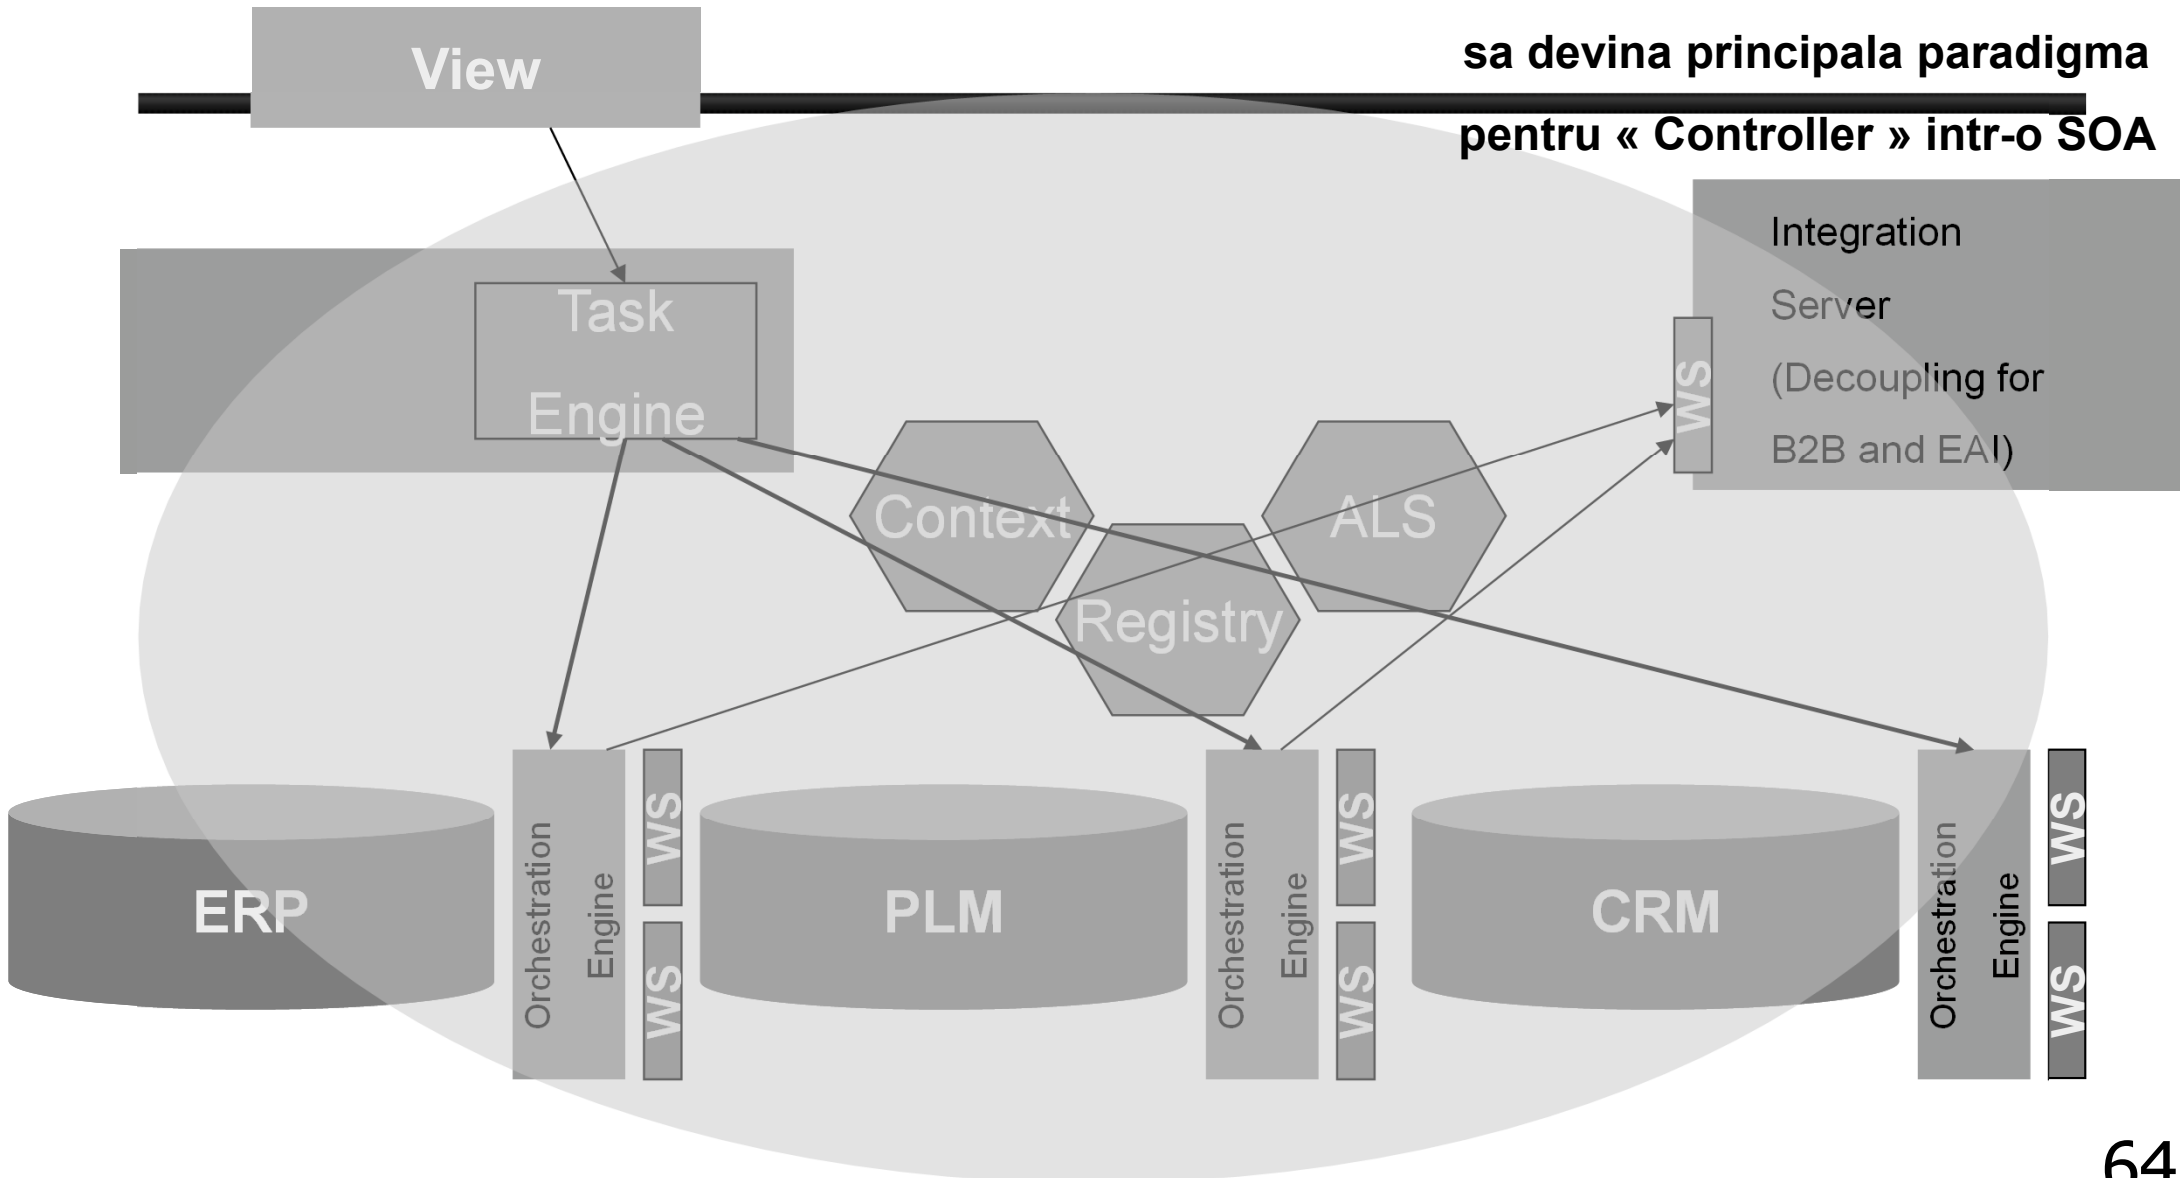 View
sa devina principala paradigma
pentru « Controller » intr-o SOA
Task
Engine
Integration
Server
(Decoupling for
B2B and EAI)
WS
Context
ALS
Registry
ERP
Orchestration
Engine
WS
WS
PLM
Orchestration
Engine
WS
WS
CRM
Orchestration
Engine
WS
WS
64